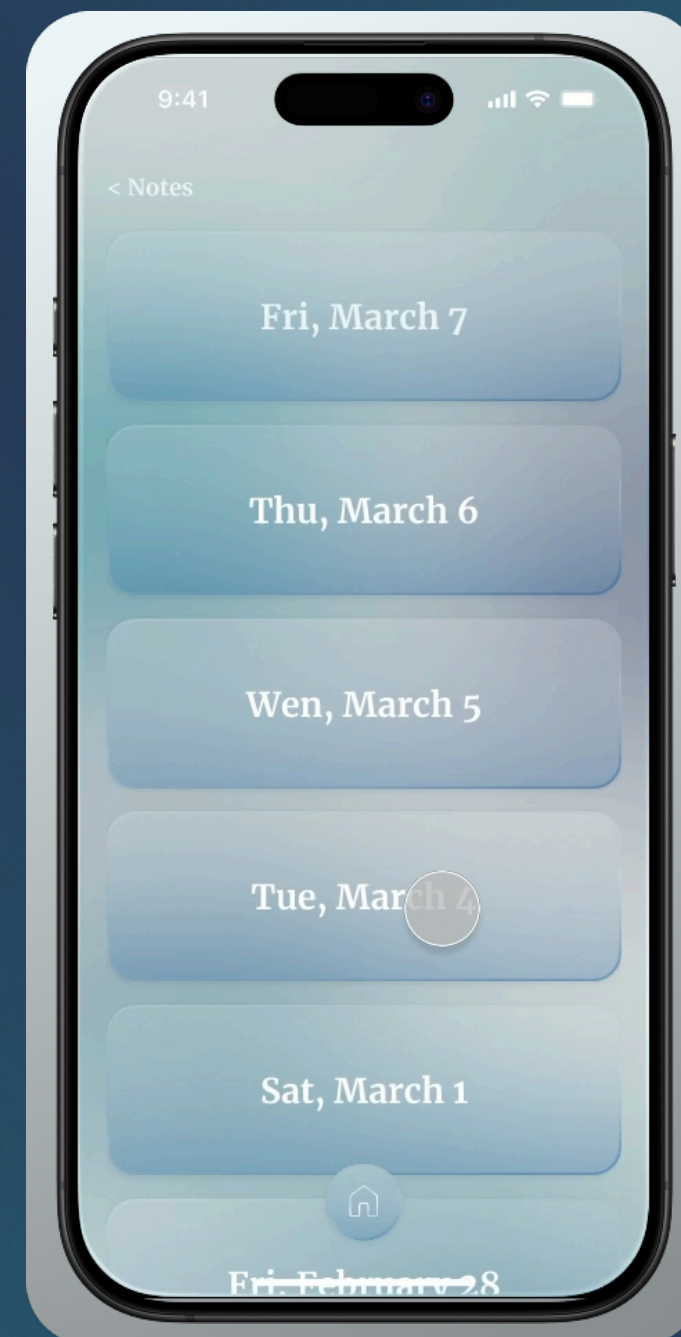 9:41
< Notes
Fri, March 7
Thu, March 6
Wen, March 5
Tue, March 4
Sat, March 1
Fri, February 28